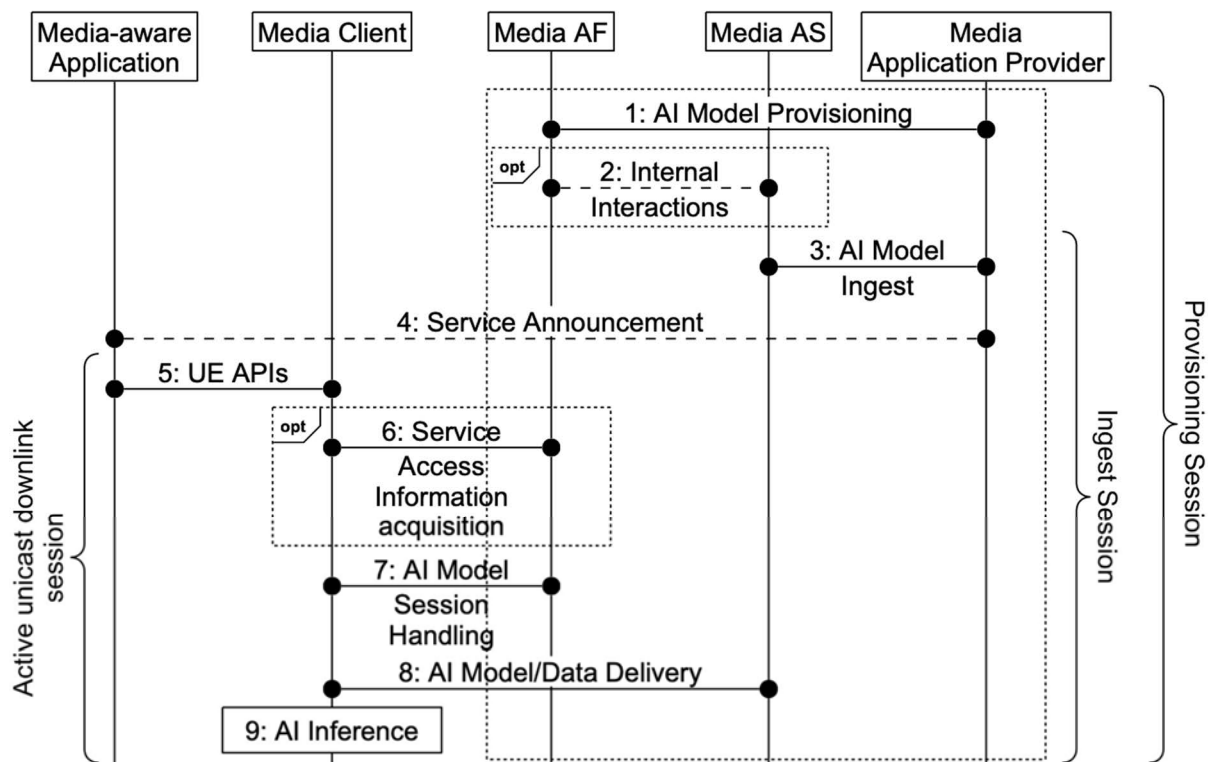 Media-aware
Application
Media Client
Media AF
Media AS
Media
Application Provider
1: AI Model Provisioning
opt
2: Internal
Interactions
3: AI Model
Ingest
4: Service Announcement
5: UE APIs
opt
6: Service
Access
Information
acquisition
7: AI Model
Session
Handling
8: AI Model/Data Delivery
9: AI Inference
Active unicast downlink
session
Ingest Session
Provisioning Session